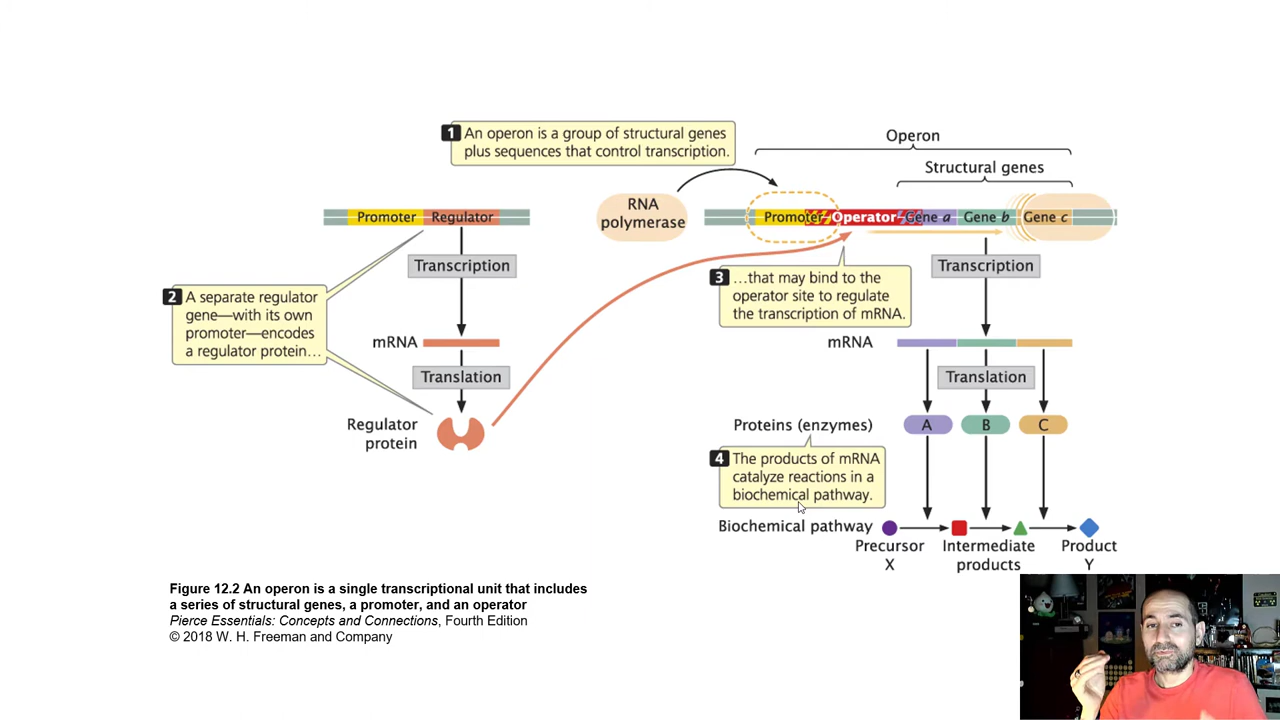 1 An operon is a group of structural genes
plus sequences that control transcription.
Operon
Structural genes
Promoter Regulator
RNA
polymerase
Promoter Operator Gene a Gene b Gene c
Transcription
2 A separate regulator
gene—with its own
promoter—encodes
a regulator protein…
mRNA
Translation
Regulator
protein
3 …that may bind to the
operator site to regulate
the transcription of mRNA.
Transcription
mRNA
Translation
Proteins (enzymes)
A B C
4 The products of mRNA
catalyze reactions in a
biochemical pathway.
Biochemical pathway
Precursor
X
Intermediate
products
Product
Y
Figure 12.2 An operon is a single transcriptional unit that includes
a series of structural genes, a promoter, and an operator
Pierce Essentials: Concepts and Connections, Fourth Edition
© 2018 W. H. Freeman and Company